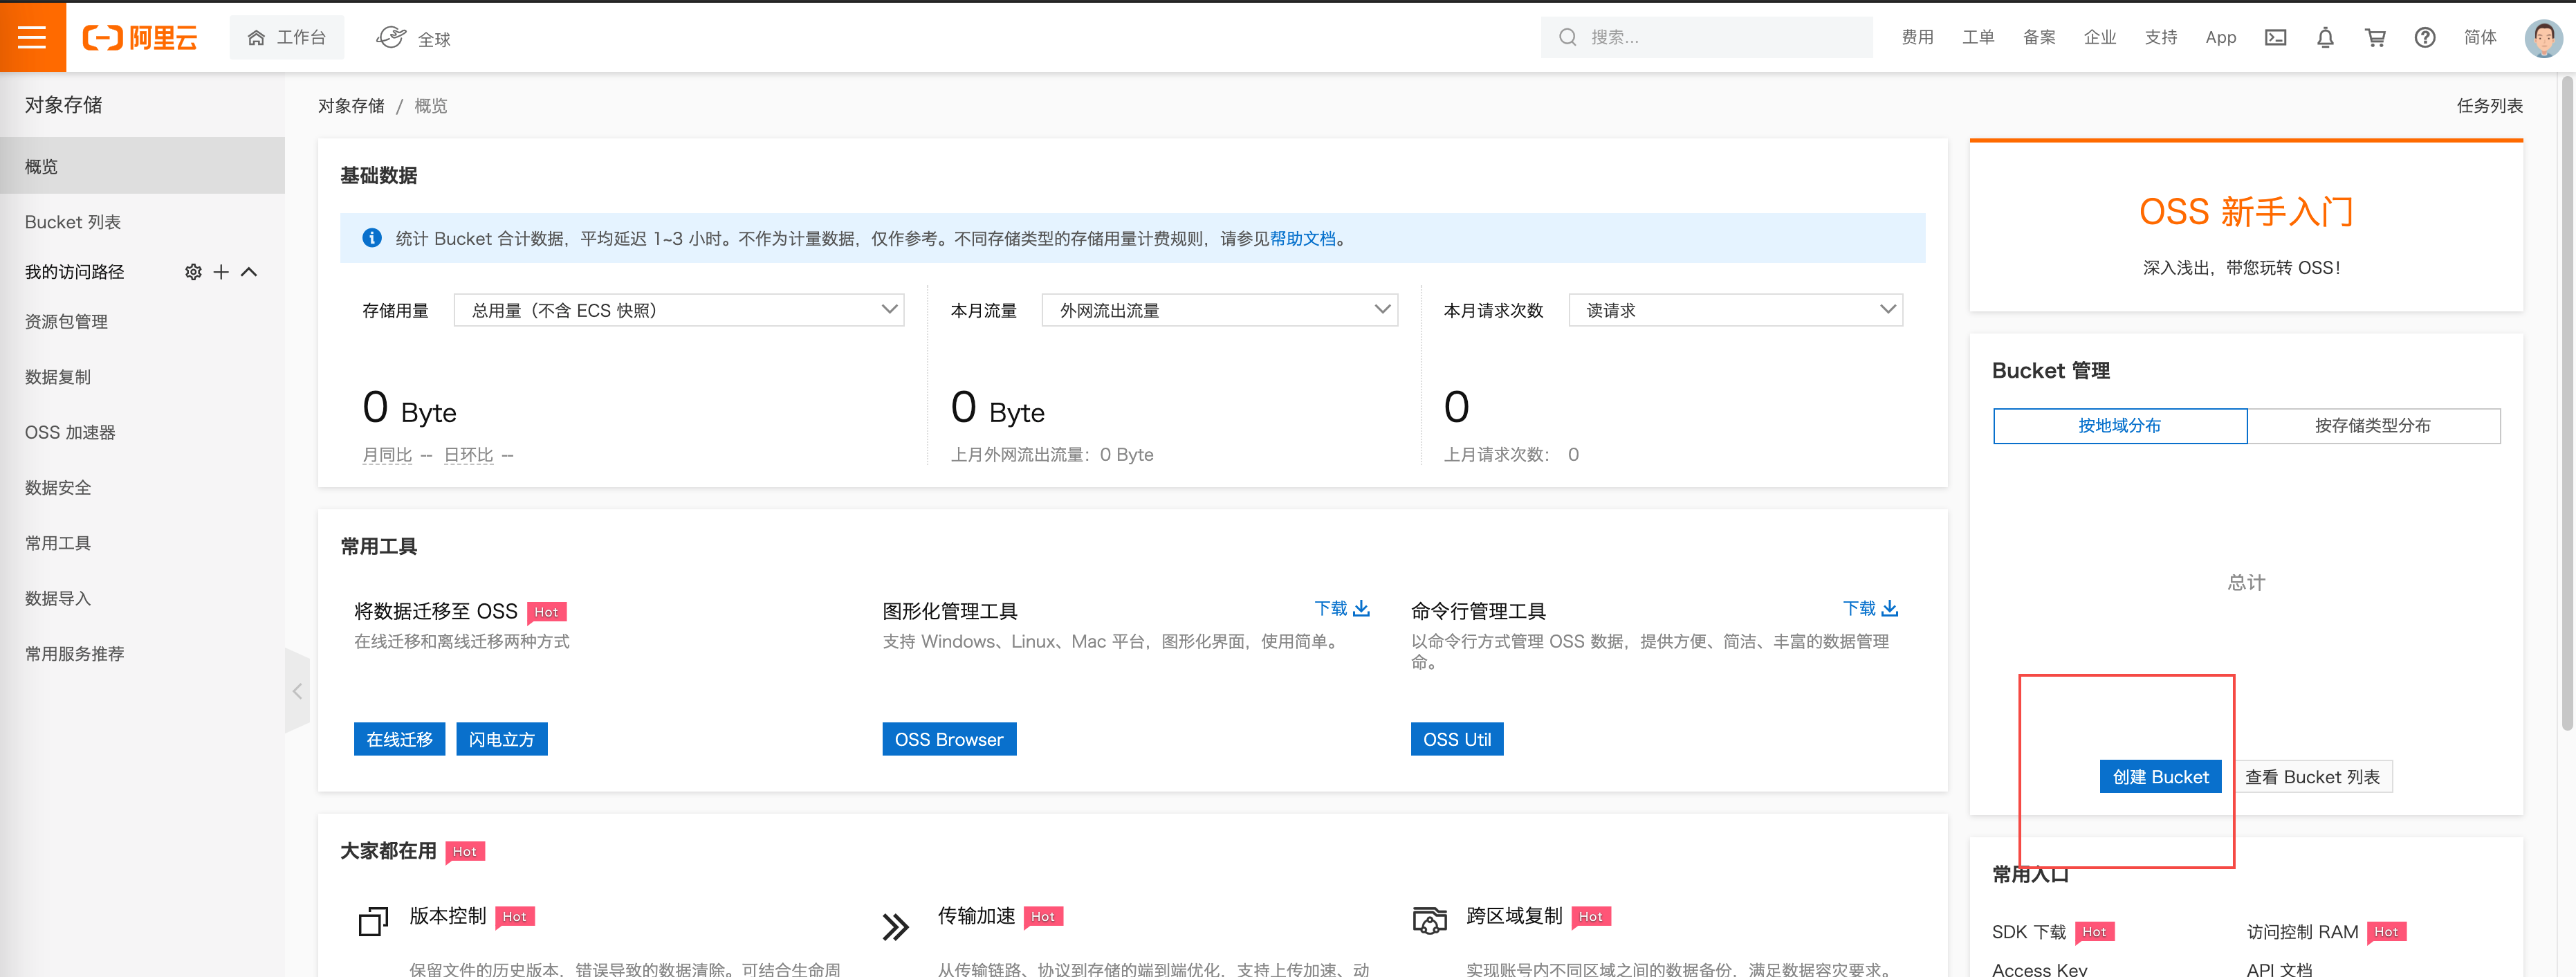 阿里云
工作台
全球
搜索...
费用
工单
备案
企业
支持
App
简体
对象存储
概览
Bucket 列表
我的访问路径
资源包管理
数据复制
OSS 加速器
数据安全
常用工具
数据导入
常用服务推荐
对象存储 / 概览
任务列表
基础数据
统计 Bucket 合计数据，平均延迟 1~3 小时。不作为计量数据，仅作参考。不同存储类型的存储用量计费规则，请参见帮助文档。
存储用量
总用量（不含 ECS 快照）
0 Byte
月同比 -- 日环比 --
本月流量
外网流出流量
0 Byte
上月外网流出流量：0 Byte
本月请求次数
读请求
0
上月请求次数： 0
常用工具
将数据迁移至 OSS Hot
在线迁移和离线迁移两种方式
在线迁移
闪电立方
图形化管理工具
下载
支持 Windows、Linux、Mac 平台，图形化界面，使用简单。
OSS Browser
命令行管理工具
下载
以命令行方式管理 OSS 数据，提供方便、简洁、丰富的数据管理
命。
OSS Util
大家都在用 Hot
版本控制 Hot
保留文件的历史版本，错误导致的数据清除。可结合生命周
传输加速 Hot
从传输链路、协议到存储的端到端优化，支持上传加速、动
跨区域复制 Hot
实现账号内不同区域之间的数据备份，满足数据容灾要求。
OSS 新手入门
深入浅出，带您玩转 OSS！
Bucket 管理
按地域分布
按存储类型分布
总计
创建 Bucket
查看 Bucket 列表
常用入口
SDK 下载 Hot
访问控制 RAM Hot
Access Key
API 文档